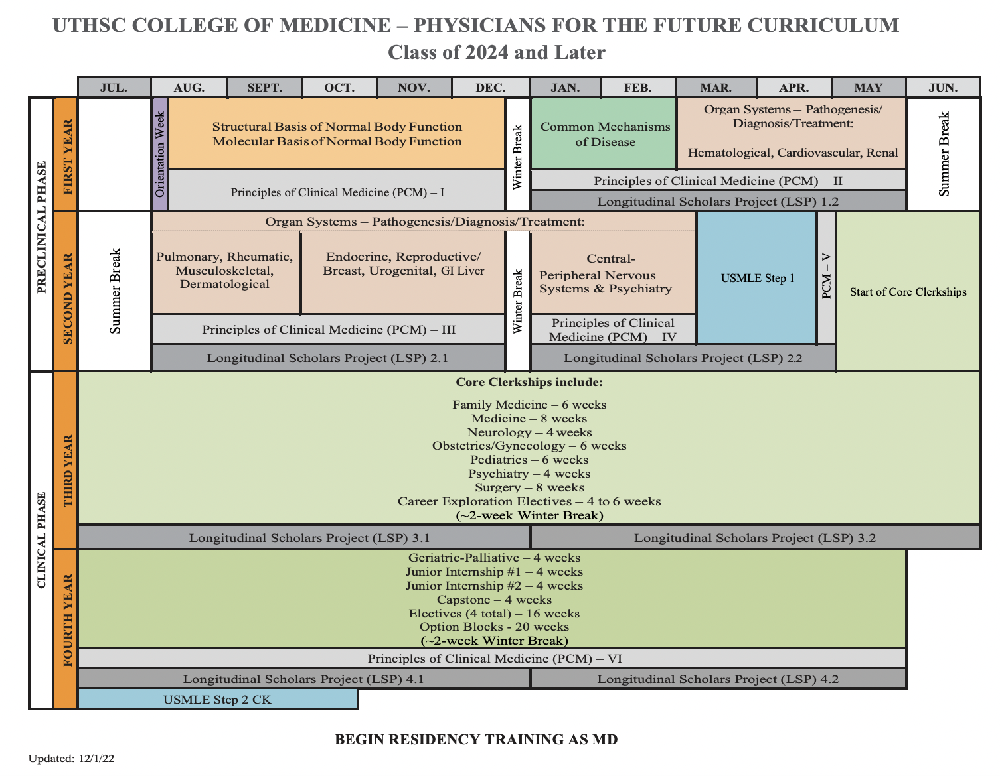 UTHSC COLLEGE OF MEDICINE – PHYSICIANS FOR THE FUTURE CURRICULUM
Class of 2024 and Later
JUL.
AUG.
SEPT.
OCT.
NOV.
DEC.
JAN.
FEB.
MAR.
APR.
MAY
JUN.
PRECLINICAL PHASE
FIRST YEAR
Orientation Week
Structural Basis of Normal Body Function
Molecular Basis of Normal Body Function
Principles of Clinical Medicine (PCM) – I
Winter Break
Common Mechanisms
of Disease
Organ Systems – Pathogenesis/
Diagnosis/Treatment:
Hematological, Cardiovascular, Renal
Principles of Clinical Medicine (PCM) – II
Longitudinal Scholars Project (LSP) 1.2
Summer Break
SECOND YEAR
Summer Break
Organ Systems – Pathogenesis/Diagnosis/Treatment:
Pulmonary, Rheumatic,
Musculoskeletal,
Dermatological
Endocrine, Reproductive/
Breast, Urogenital, GI Liver
Principles of Clinical Medicine (PCM) – III
Longitudinal Scholars Project (LSP) 2.1
Winter Break
Central-
Peripheral Nervous
Systems & Psychiatry
Principles of Clinical
Medicine (PCM) – IV
USMLE Step 1
PCM – V
Longitudinal Scholars Project (LSP) 2.2
Start of Core Clerkships
CLINICAL PHASE
THIRD YEAR
Core Clerkships include:
Family Medicine – 6 weeks
Medicine – 8 weeks
Neurology – 4 weeks
Obstetrics/Gynecology – 6 weeks
Pediatrics – 6 weeks
Psychiatry – 4 weeks
Surgery – 8 weeks
Career Exploration Electives – 4 to 6 weeks
(~2-week Winter Break)
Longitudinal Scholars Project (LSP) 3.1
Longitudinal Scholars Project (LSP) 3.2
FOURTH YEAR
Geriatric-Palliative – 4 weeks
Junior Internship #1 – 4 weeks
Junior Internship #2 – 4 weeks
Capstone – 4 weeks
Electives (4 total) – 16 weeks
Option Blocks - 20 weeks
(~2-week Winter Break)
Principles of Clinical Medicine (PCM) – VI
Longitudinal Scholars Project (LSP) 4.1
Longitudinal Scholars Project (LSP) 4.2
USMLE Step 2 CK
BEGIN RESIDENCY TRAINING AS MD
Updated: 12/1/22